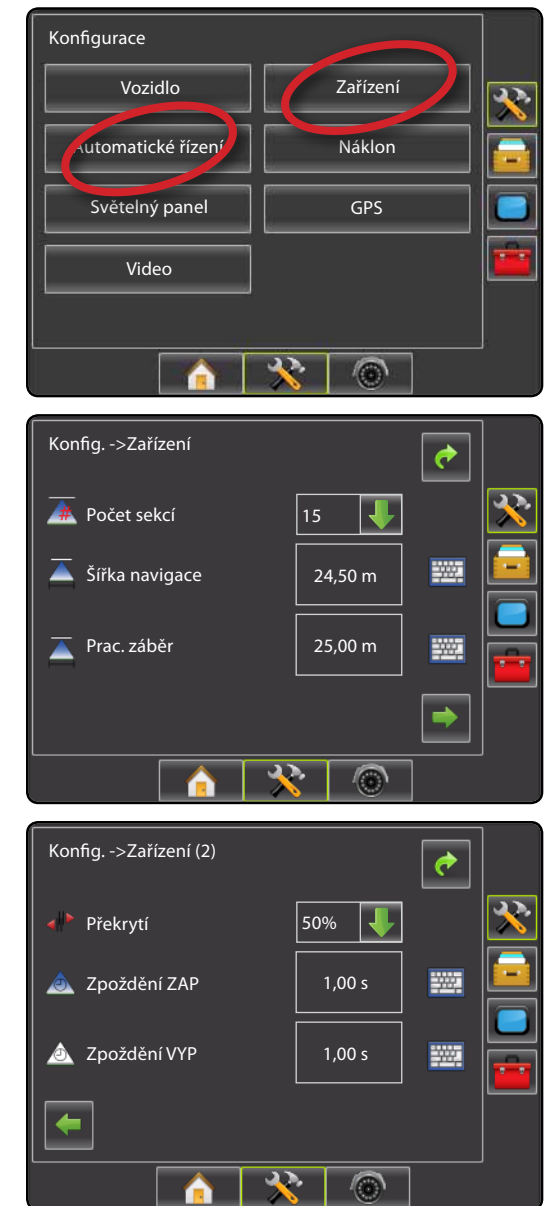 Konfigurace
Vozidlo
Zařízení
Automatické řízení
Náklon
Světelný panel
GPS
Video
Konfig. ->Zařízení
Počet sekcí
15
Šířka navigace
24,50 m
Prac. záběr
25,00 m
Konfig. ->Zařízení (2)
Překrytí
50%
Zpoždění ZAP
1,00 s
Zpoždění VYP
1,00 s